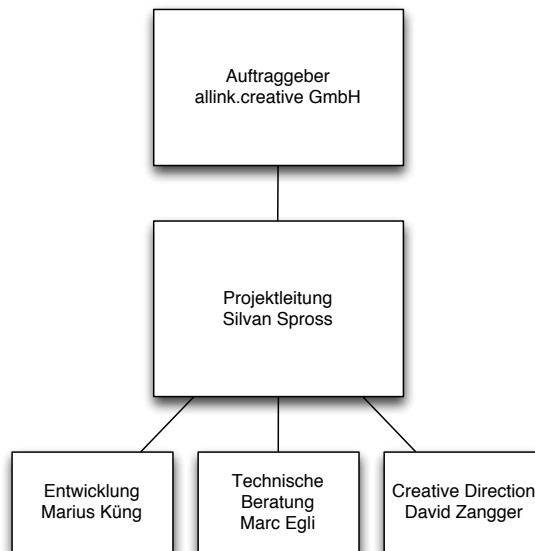 Auftraggeber
allink.creative GmbH
Projektleitung
Silvan Spross
Entwicklung
Marius Küng
Technische
Beratung
Marc Egli
Creative Direction
David Zangger